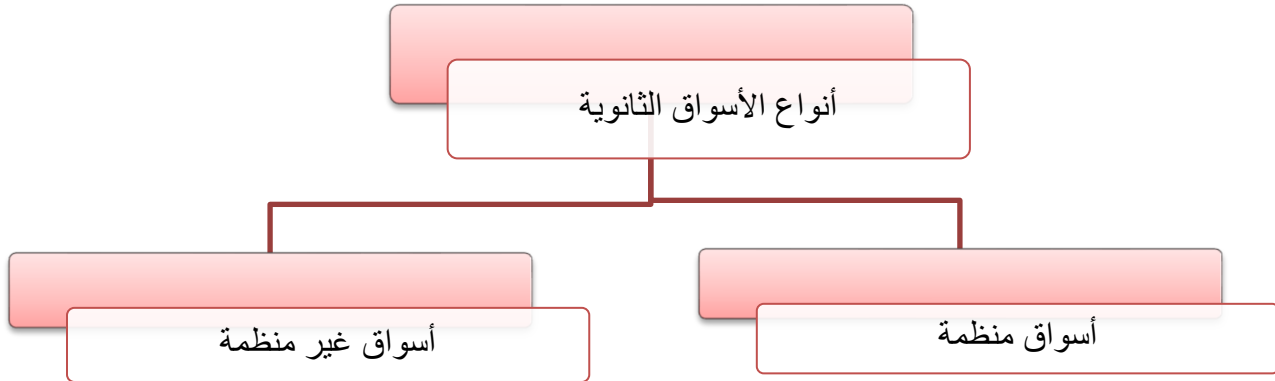 أنواع الأسواق الثانوية
أسواق منظمة
أسواق غير منظمة